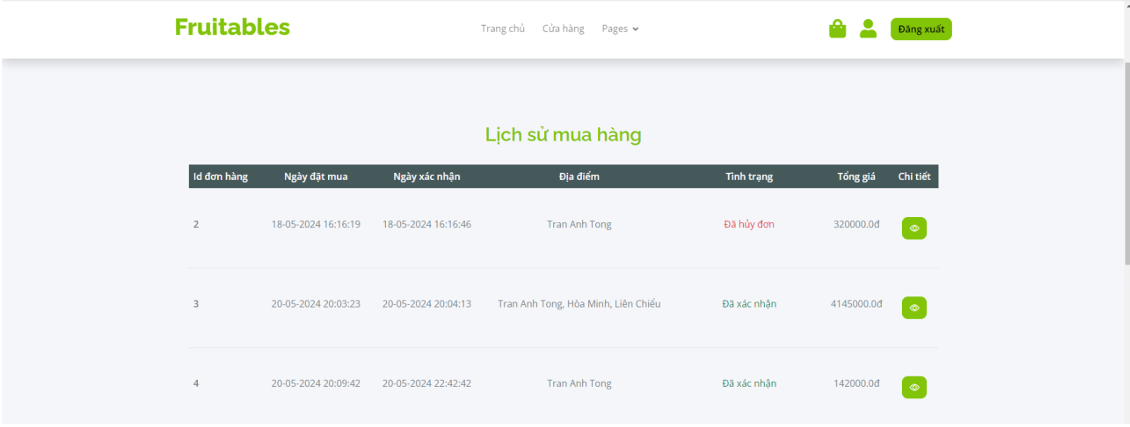 Fruitables Trang chủ Cửa hàng Pages Đăng xuất
Lịch sử mua hàng
Id đơn hàng Ngày đặt mua Ngày xác nhận Địa điểm Tình trạng Tổng giá Chi tiết
2 18-05-2024 16:16:19 18-05-2024 16:16:46 Tran Anh Tong Đã hủy đơn 320000.0đ
3 20-05-2024 20:03:23 20-05-2024 20:04:13 Tran Anh Tong, Hòa Minh, Liên Chiểu Đã xác nhận 4145000.0đ
4 20-05-2024 20:09:42 20-05-2024 22:42:42 Tran Anh Tong Đã xác nhận 142000.0đ